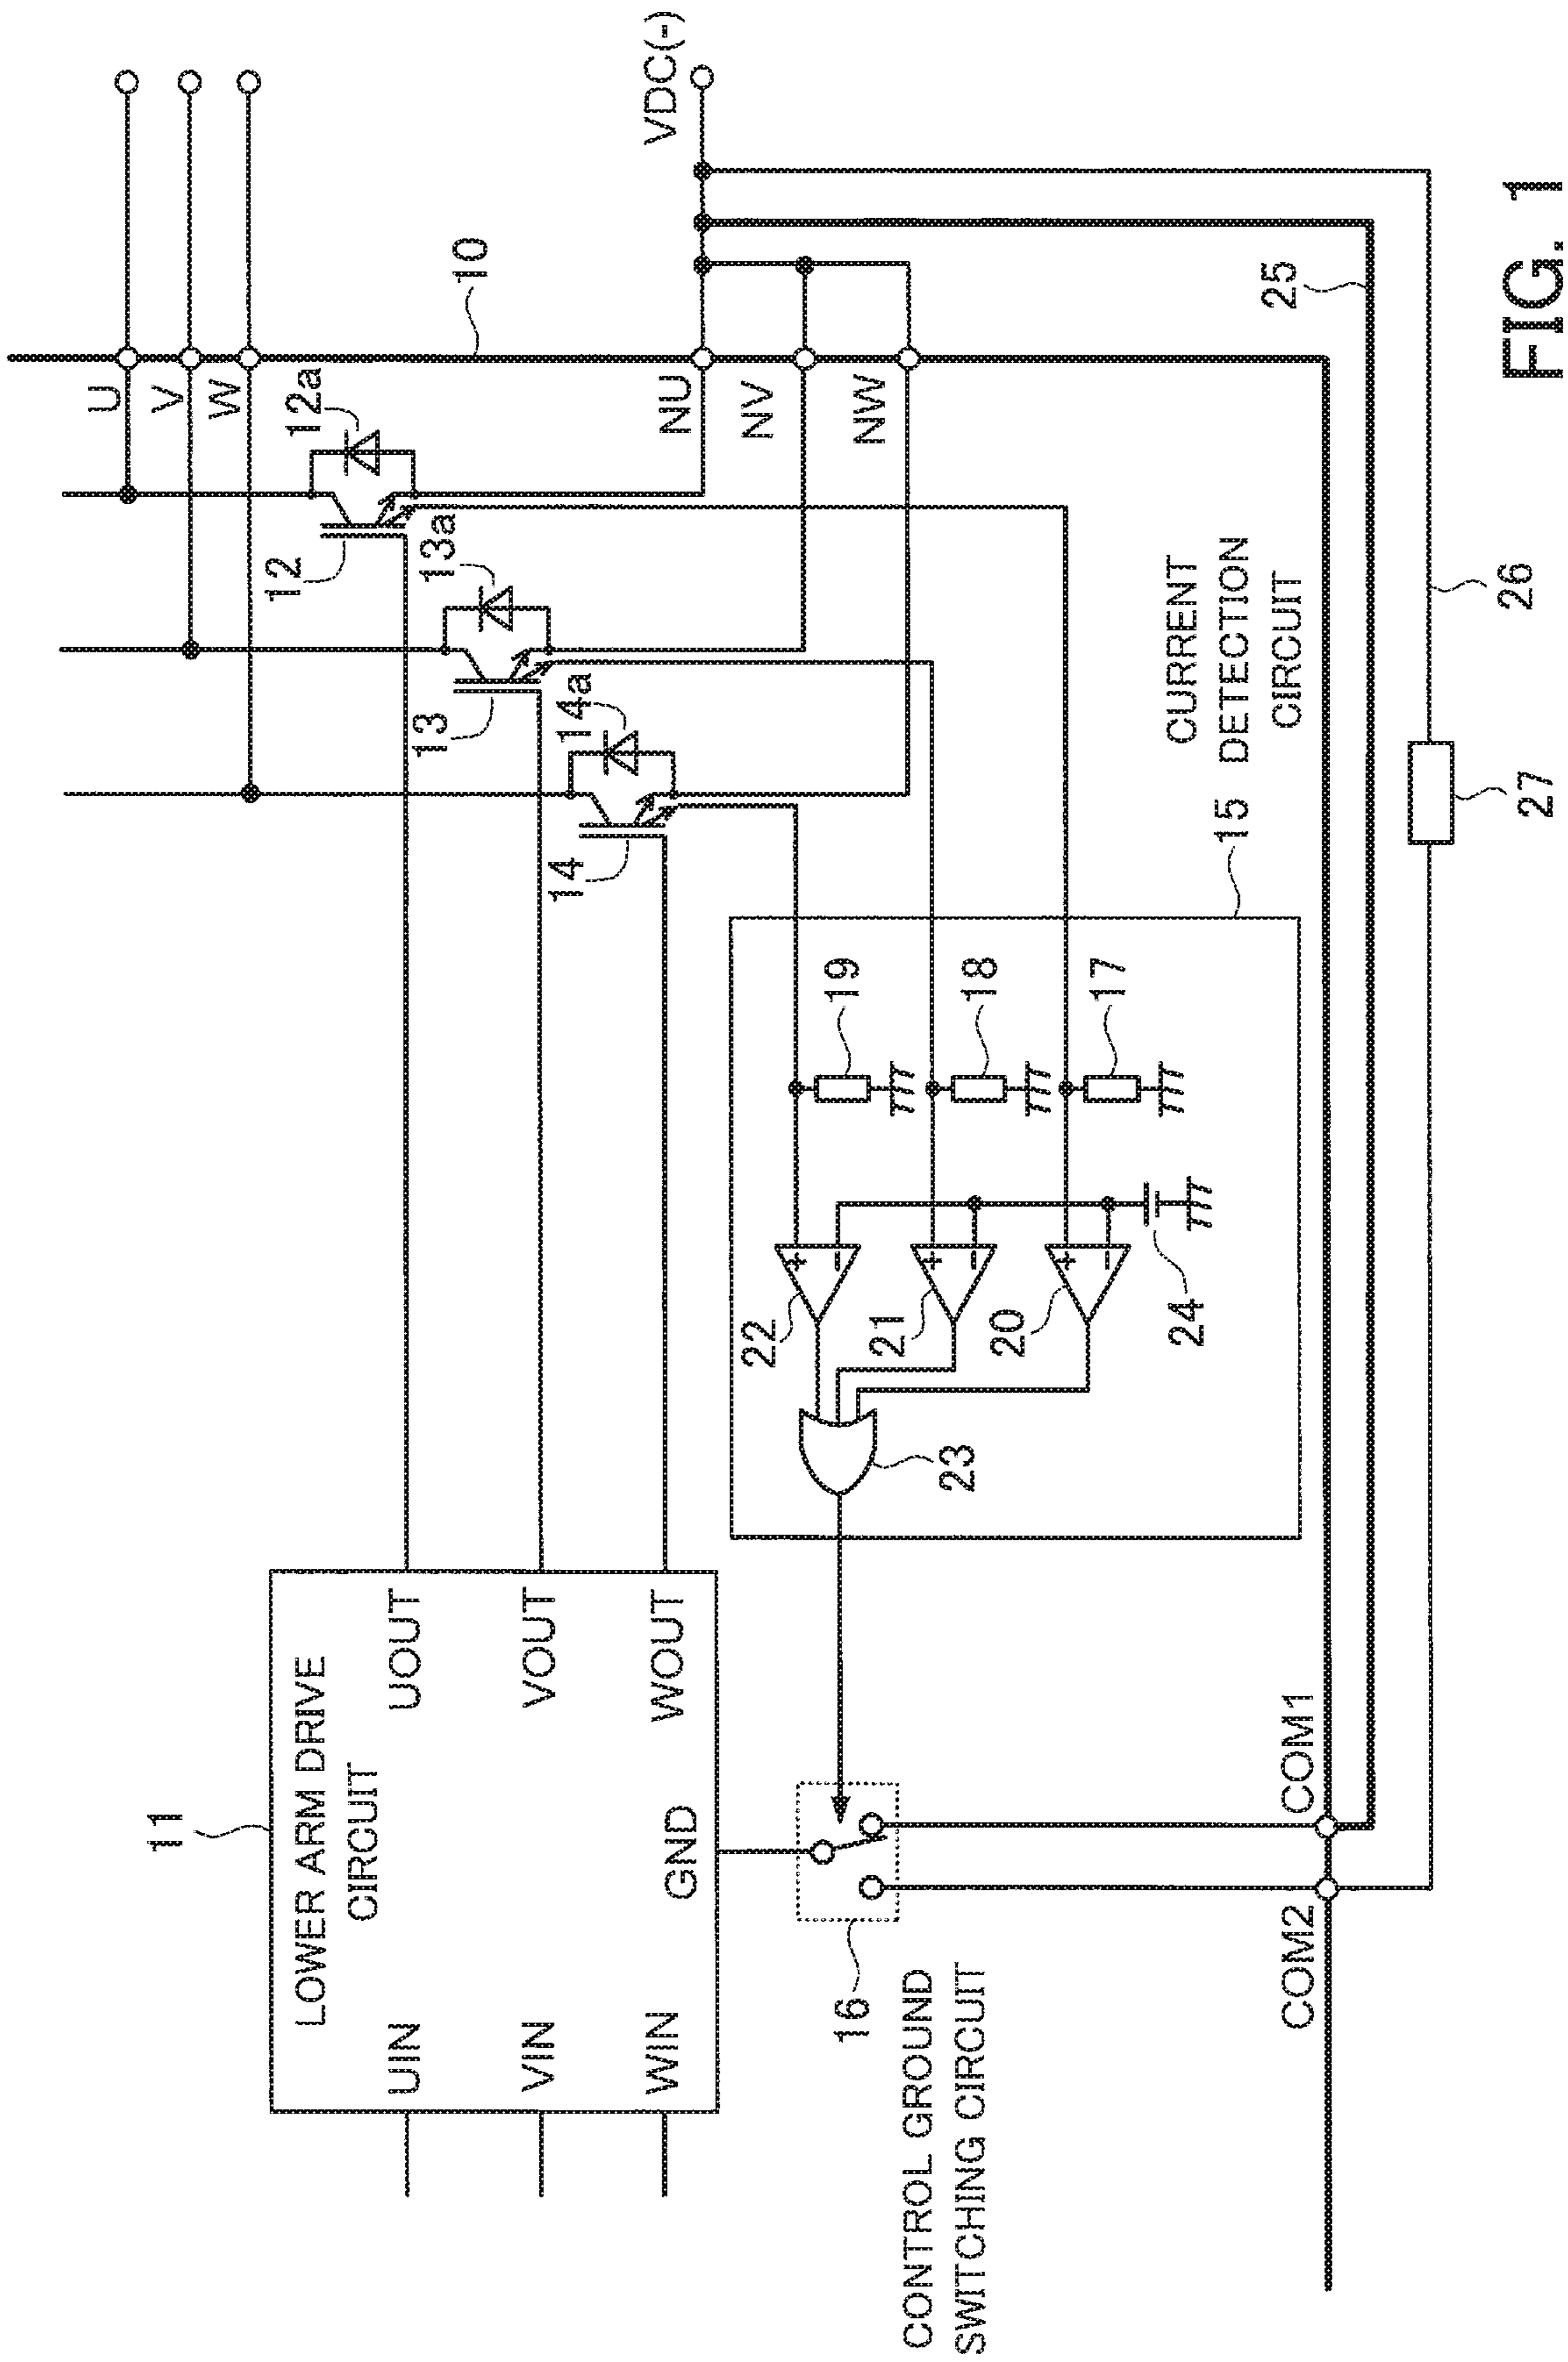 11
LOWER ARM DRIVE
CIRCUIT
UIN
VIN
WIN
UOUT
VOUT
WOUT
GND
12
12a
13
13a
14
14a
U
V
W
10
NU
NV
NW
VDC(-)
CURRENT
DETECTION
CIRCUIT
15
19
18
17
22
21
20
24
23
16
CONTROL GROUND
SWITCHING CIRCUIT
COM2
COM1
25
26
27
FIG. 1